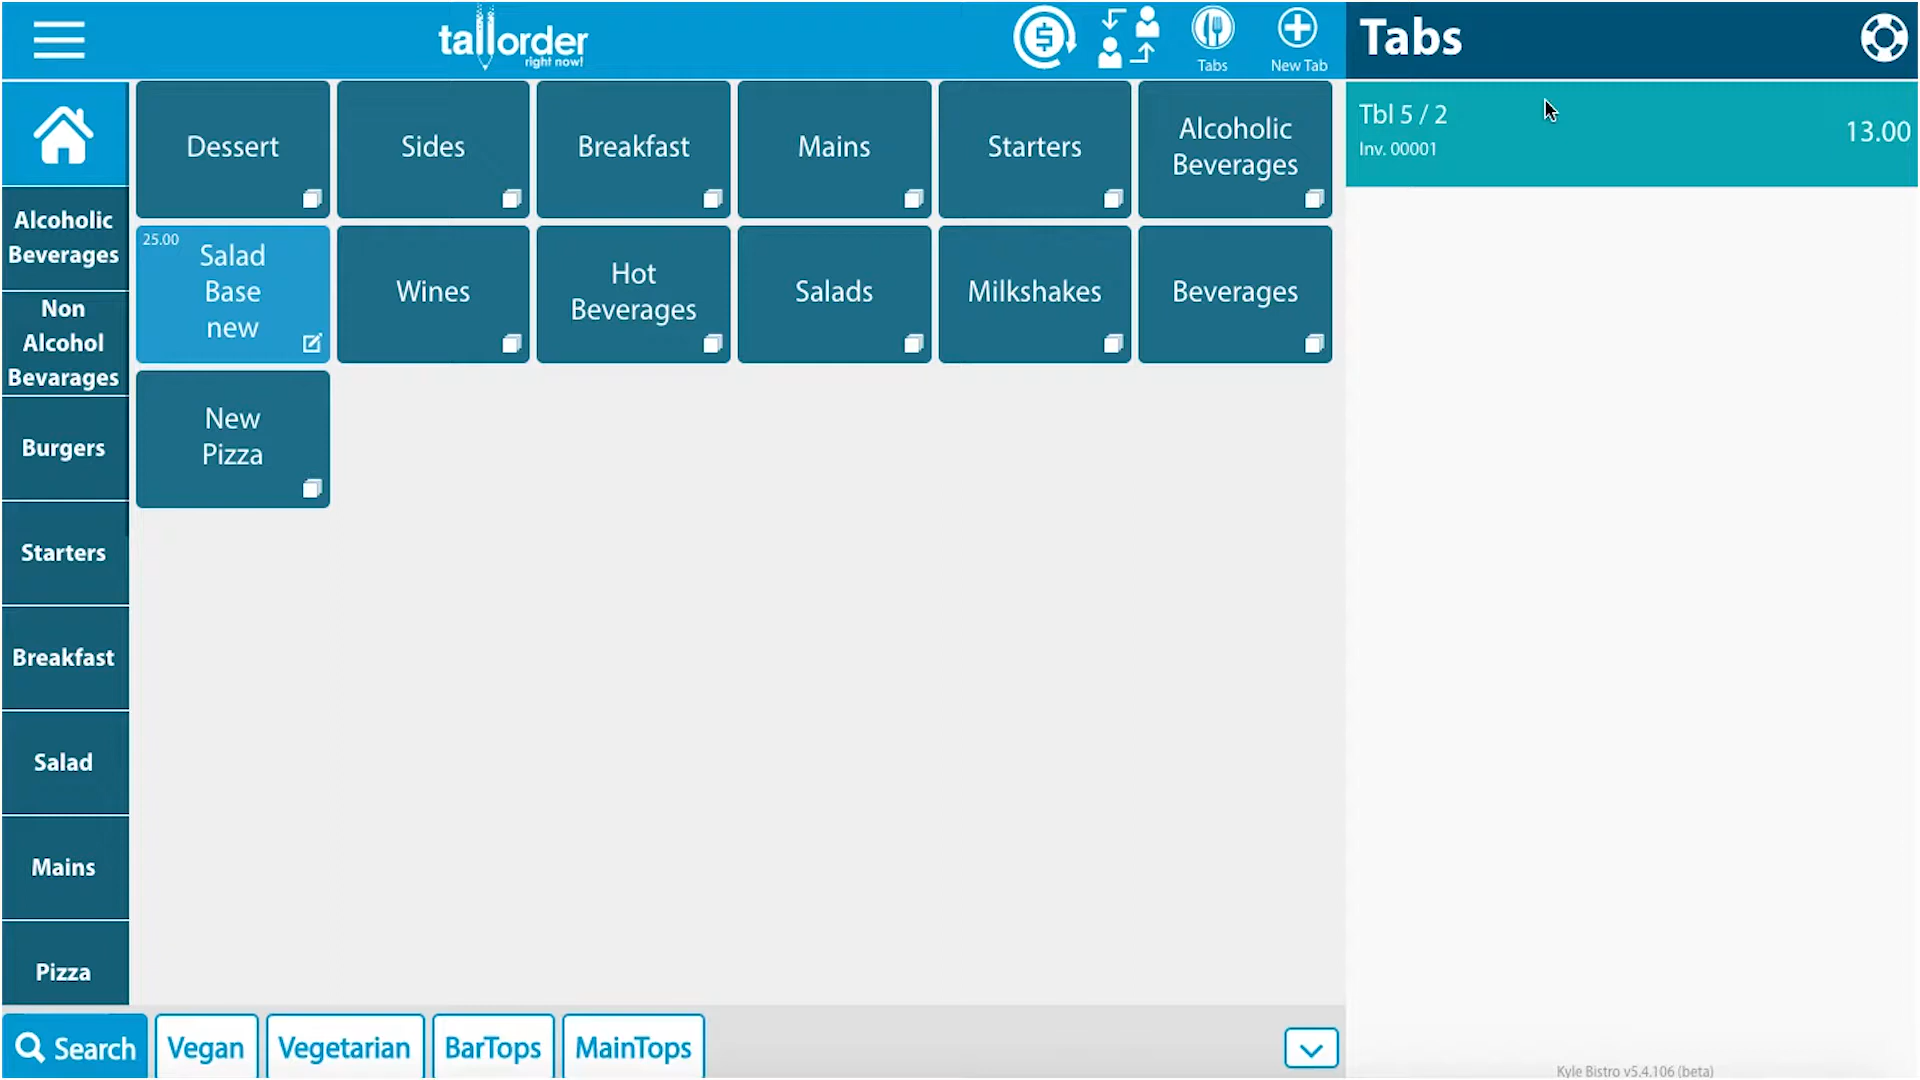 tallorder
right now!
Tabs
New Tab
Tabs
Tbl 5 / 2
Inv. 00001
13.00
Alcoholic
Beverages
Non
Alcohol
Bevarages
Burgers
Starters
Breakfast
Salad
Mains
Pizza
Dessert
Sides
Breakfast
Mains
Starters
Alcoholic
Beverages
25.00
Salad
Base
new
Wines
Hot
Beverages
Salads
Milkshakes
Beverages
New
Pizza
Search
Vegan
Vegetarian
BarTops
MainTops
Kyle Bistro v5.4.106 (beta)